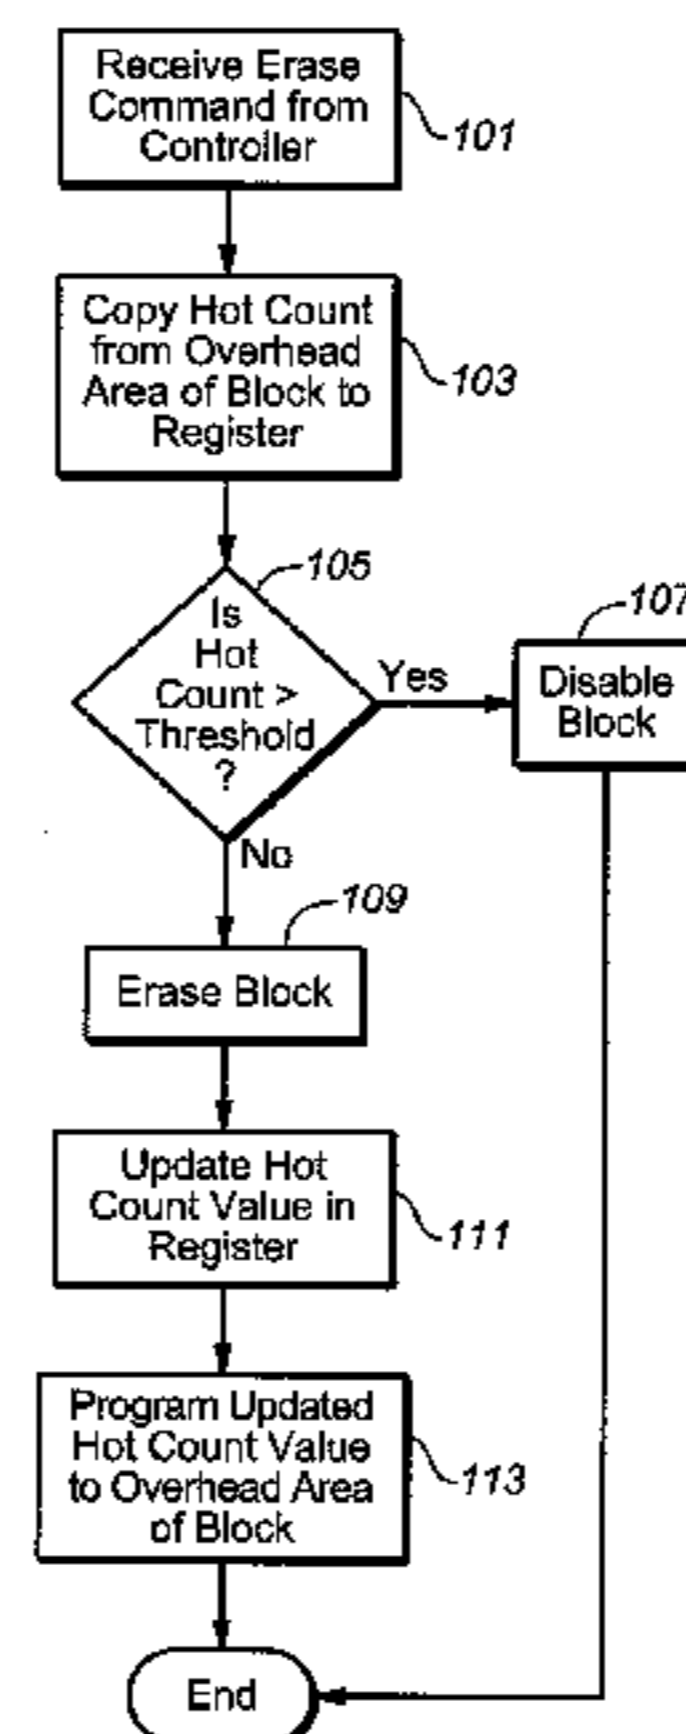 Receive Erase
Command from
Controller
101
Copy Hot Count
from Overhead
Area of Block to
Register
103
105
Is
Hot
Count >
Threshold
?
Yes
107
Disable
Block
No
109
Erase Block
Update Hot
Count Value in
Register
111
Program Updated
Hot Count Value
to Overhead Area
of Block
113
End